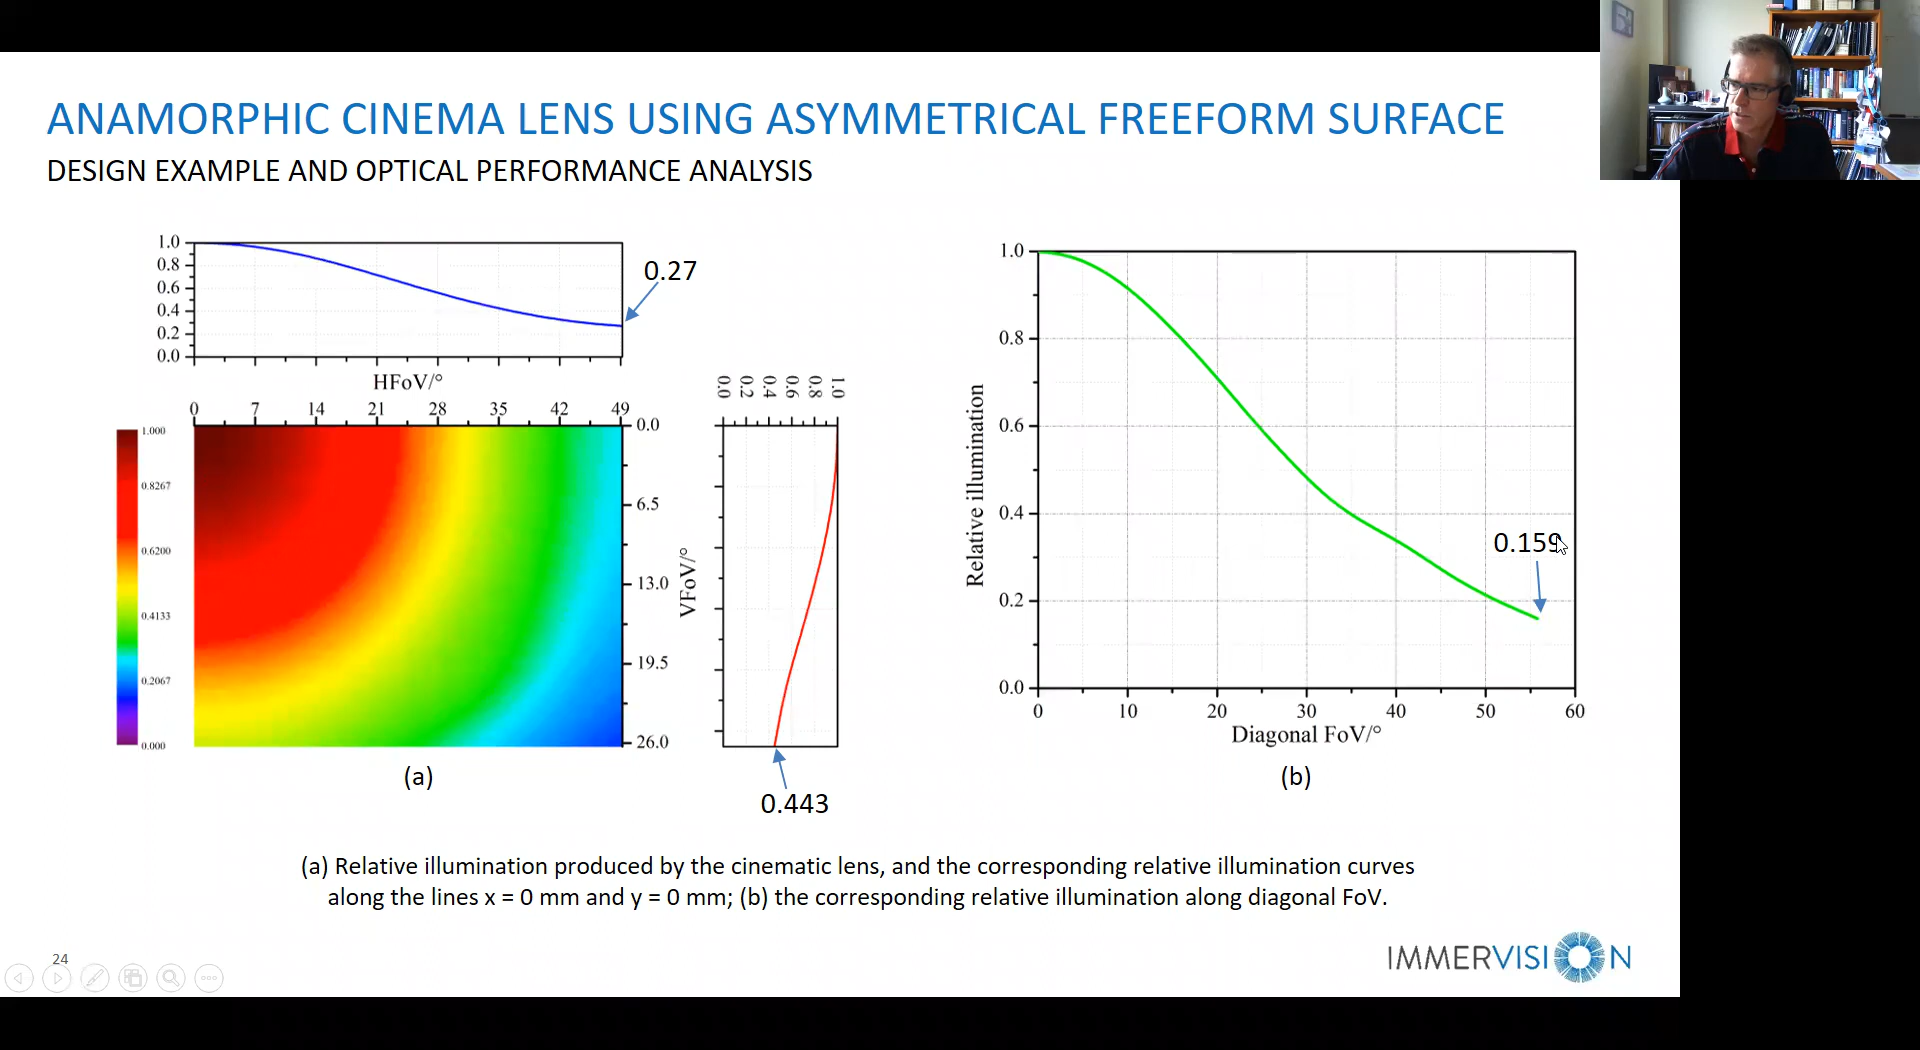 ANAMORPHIC CINEMA LENS USING ASYMMETRICAL FREEFORM SURFACE
DESIGN EXAMPLE AND OPTICAL PERFORMANCE ANALYSIS
1.0
0.8
0.6
0.4
0.2
0.0
0.27
HFoV/°
0 7 14 21 28 35 42 49
1.000
0.8267
0.6200
0.4133
0.2067
0.000
0.0
6.5
13.0
19.5
26.0
VFoV/°
0.0 0.2 0.4 0.6 0.8 1.0
0.443
(a)
1.0
0.8
0.6
0.4
0.2
0.0
Relative illumination
0.159
0 10 20 30 40 50 60
Diagonal FoV/°
(b)
(a) Relative illumination produced by the cinematic lens, and the corresponding relative illumination curves
along the lines x = 0 mm and y = 0 mm; (b) the corresponding relative illumination along diagonal FoV.
24
IMMERVISION